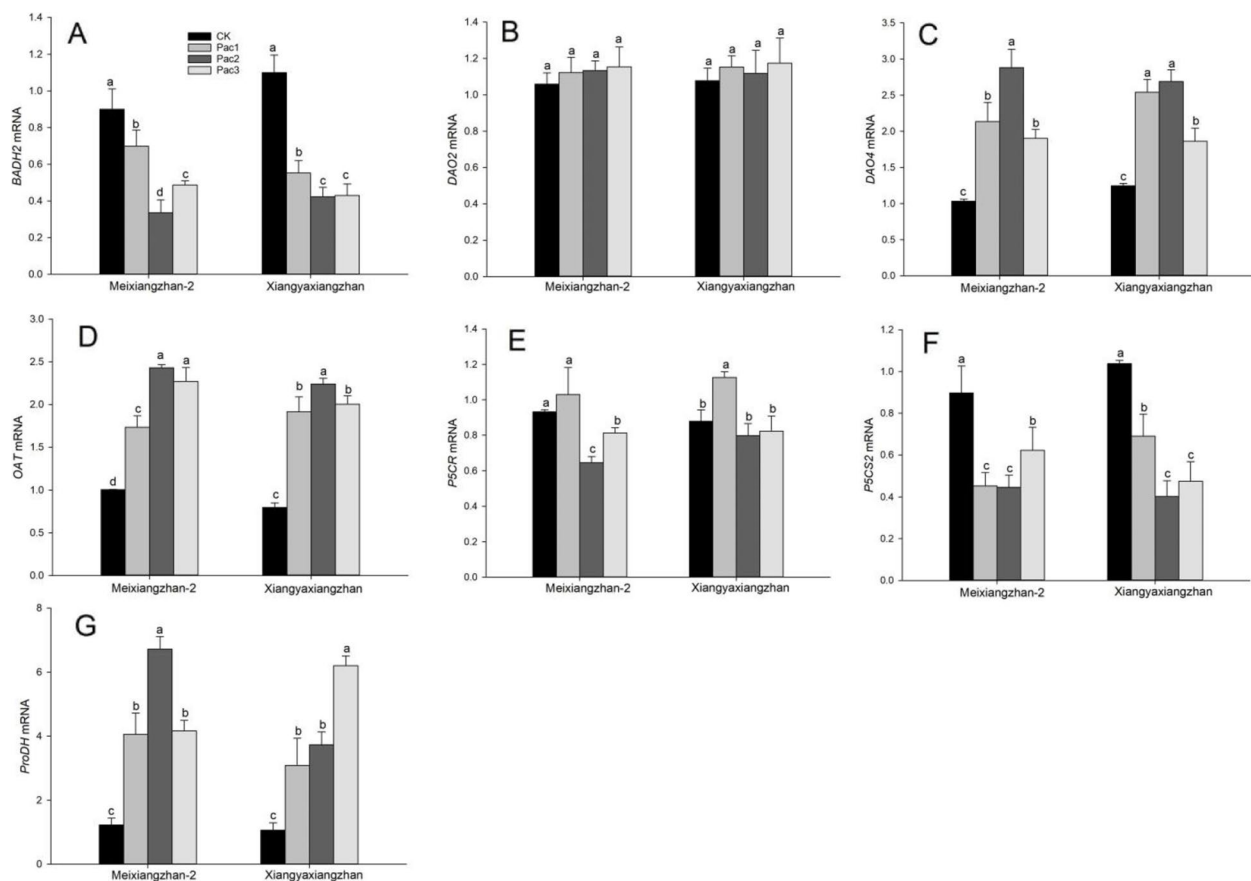 A
CK
Pac1
Pac2
Pac3
BADH2 mRNA
1.4
1.2
1.0
0.8
0.6
0.4
0.2
0.0
a
b
d
c
a
b
c
c
Meixiangzhan-2
Xiangyaxiangzhan
B
DAO2 mRNA
1.4
1.2
1.0
0.8
0.6
0.4
0.2
0.0
a
a
a
a
a
a
a
a
Meixiangzhan-2
Xiangyaxiangzhan
C
DAO4 mRNA
3.5
3.0
2.5
2.0
1.5
1.0
0.5
0.0
c
b
a
b
c
a
a
b
Meixiangzhan-2
Xiangyaxiangzhan
D
OAT mRNA
3.0
2.5
2.0
1.5
1.0
0.5
0.0
d
c
a
a
c
b
a
b
Meixiangzhan-2
Xiangyaxiangzhan
E
P5CR mRNA
1.4
1.2
1.0
0.8
0.6
0.4
0.2
0.0
a
a
c
b
b
a
b
b
Meixiangzhan-2
Xiangyaxiangzhan
F
P5CS2 mRNA
1.2
1.0
0.8
0.6
0.4
0.2
0.0
a
c
c
b
a
b
c
c
Meixiangzhan-2
Xiangyaxiangzhan
G
ProDH mRNA
8
6
4
2
0
c
b
a
b
c
b
b
a
Meixiangzhan-2
Xiangyaxiangzhan